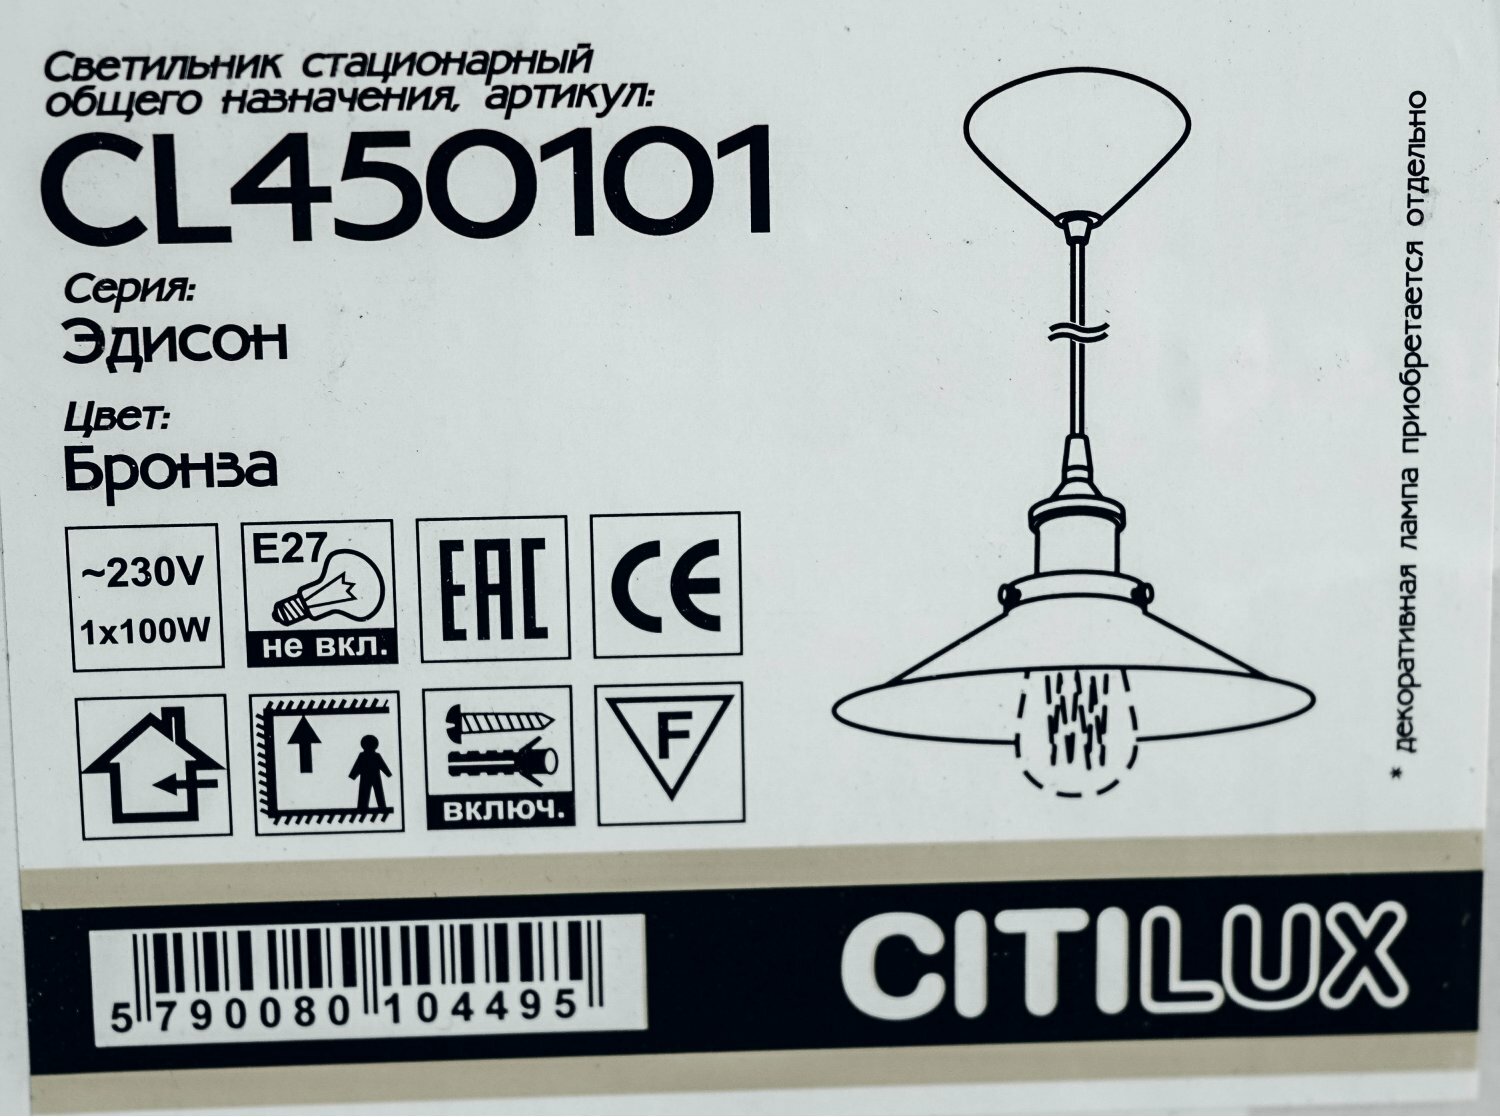 Светильник стационарный
общего назначения, артикул:
CL450101
Серия:
Эдисон
Цвет:
Бронза
~230V
1x100W
E27
не вкл.
EAC
CE
включ.
F
* декоративная лампа приобретается отдельно
5 790080 104495
CITILUX